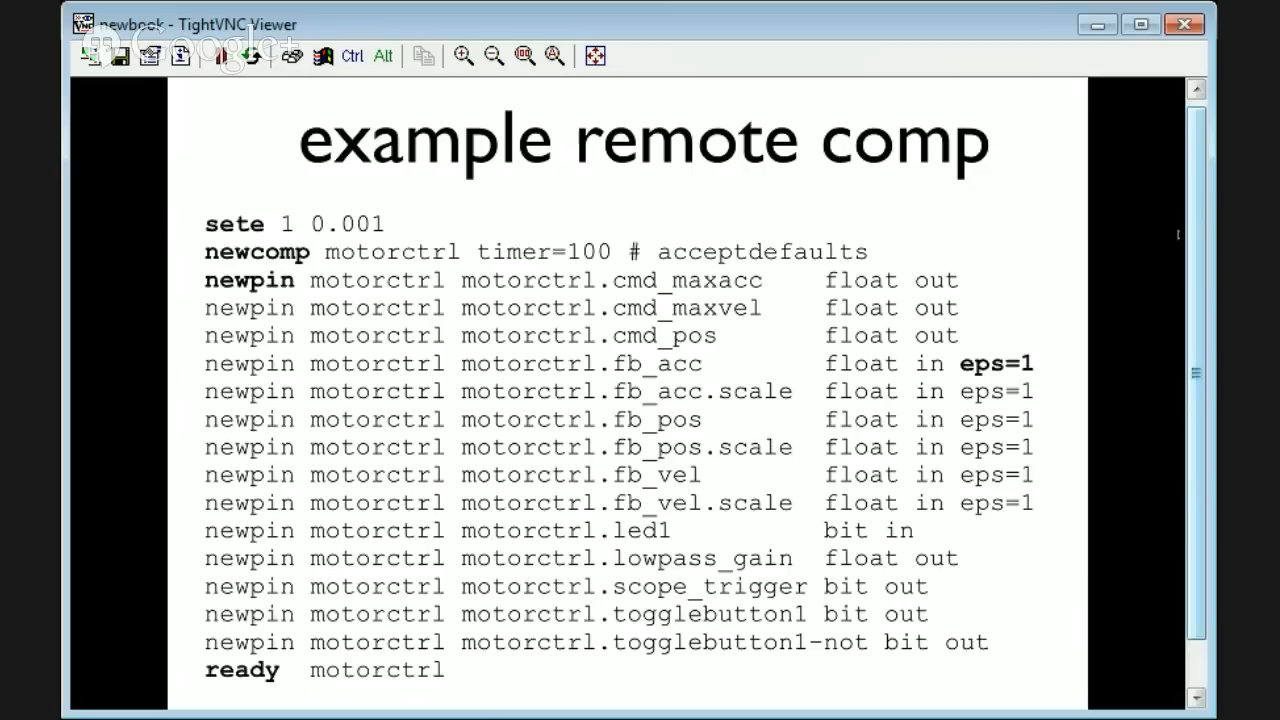 newbook - TightVNC Viewer
Google+
Ctrl Alt
example remote comp
sete 1 0.001
newcomp motorctrl timer=100 # acceptdefaults
newpin motorctrl motorctrl.cmd_maxacc float out
newpin motorctrl motorctrl.cmd_maxvel float out
newpin motorctrl motorctrl.cmd_pos float out
newpin motorctrl motorctrl.fb_acc float in eps=1
newpin motorctrl motorctrl.fb_acc.scale float in eps=1
newpin motorctrl motorctrl.fb_pos float in eps=1
newpin motorctrl motorctrl.fb_pos.scale float in eps=1
newpin motorctrl motorctrl.fb_vel float in eps=1
newpin motorctrl motorctrl.fb_vel.scale float in eps=1
newpin motorctrl motorctrl.led1 bit in
newpin motorctrl motorctrl.lowpass_gain float out
newpin motorctrl motorctrl.scope_trigger bit out
newpin motorctrl motorctrl.togglebutton1 bit out
newpin motorctrl motorctrl.togglebutton1-not bit out
ready motorctrl